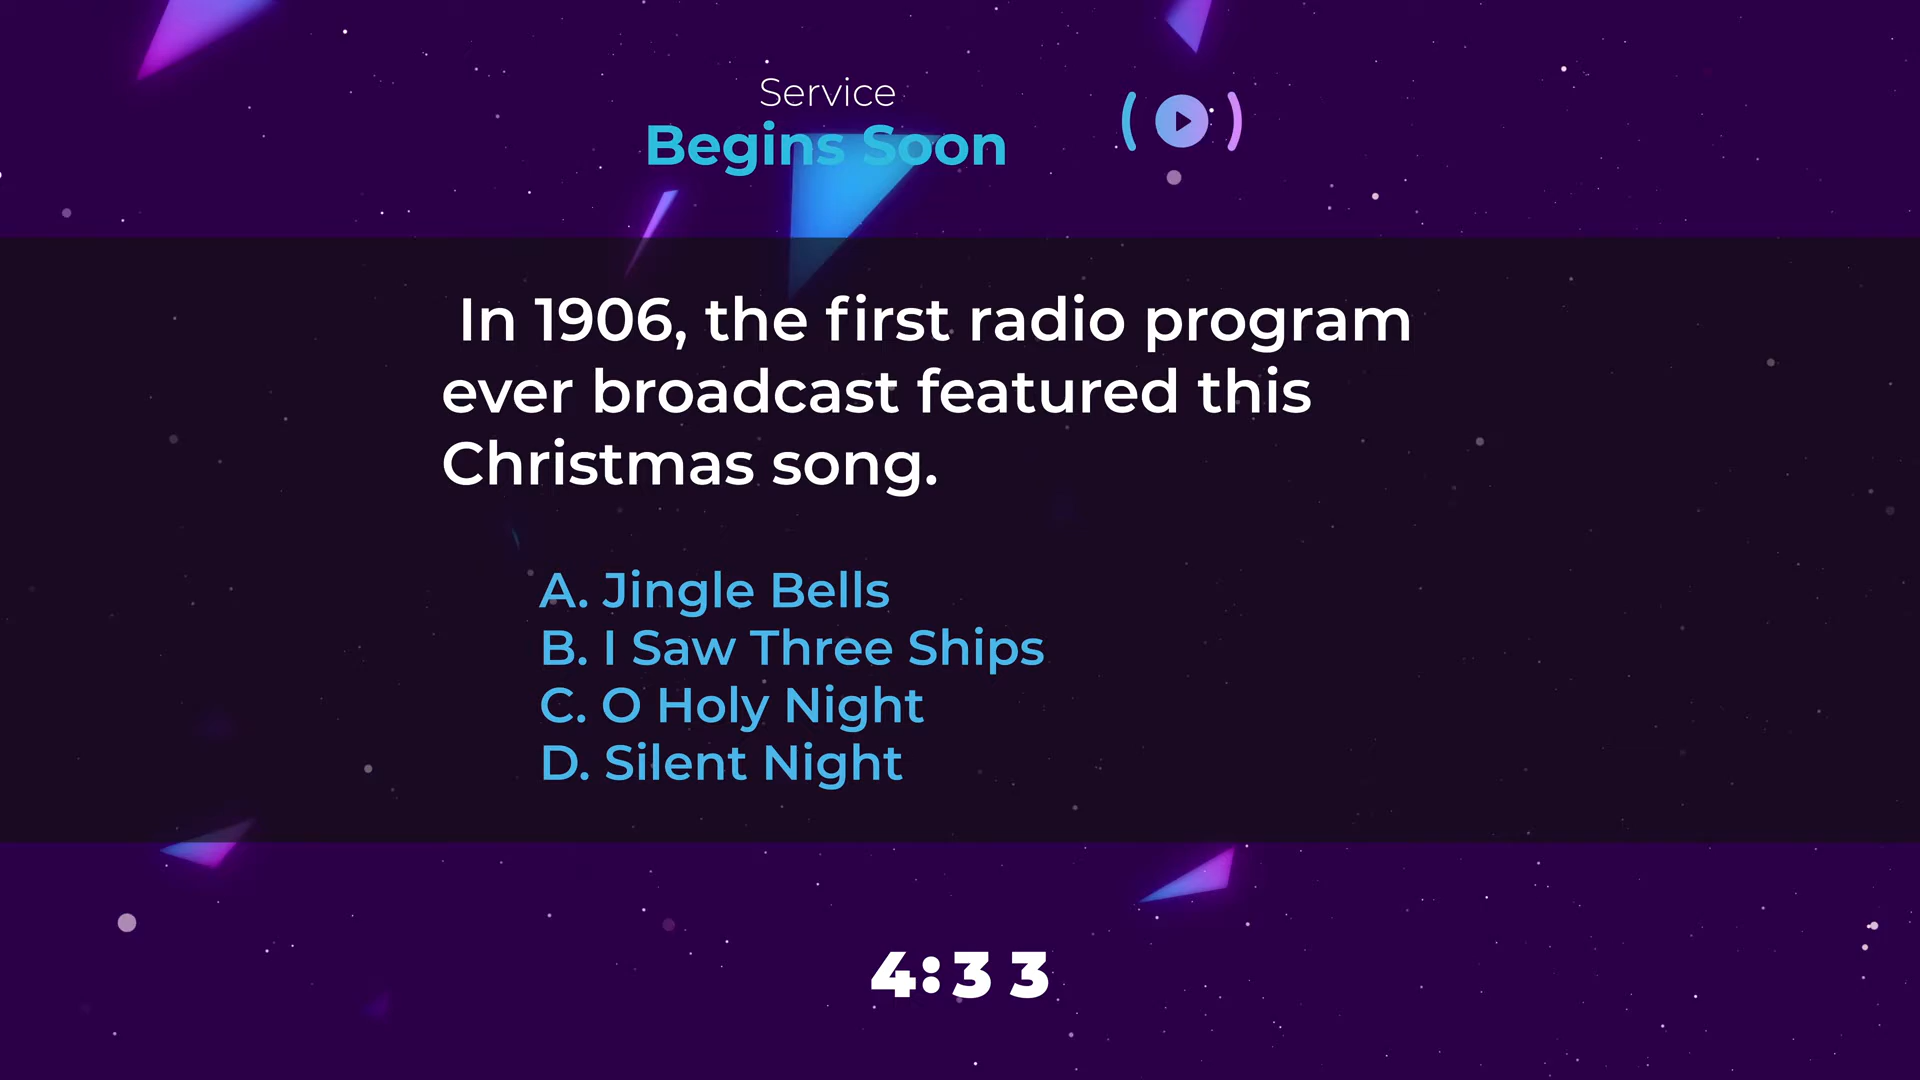 Service
Begins Soon
In 1906, the first radio program
ever broadcast featured this
Christmas song.
A. Jingle Bells
B. I Saw Three Ships
C. O Holy Night
D. Silent Night
4:33